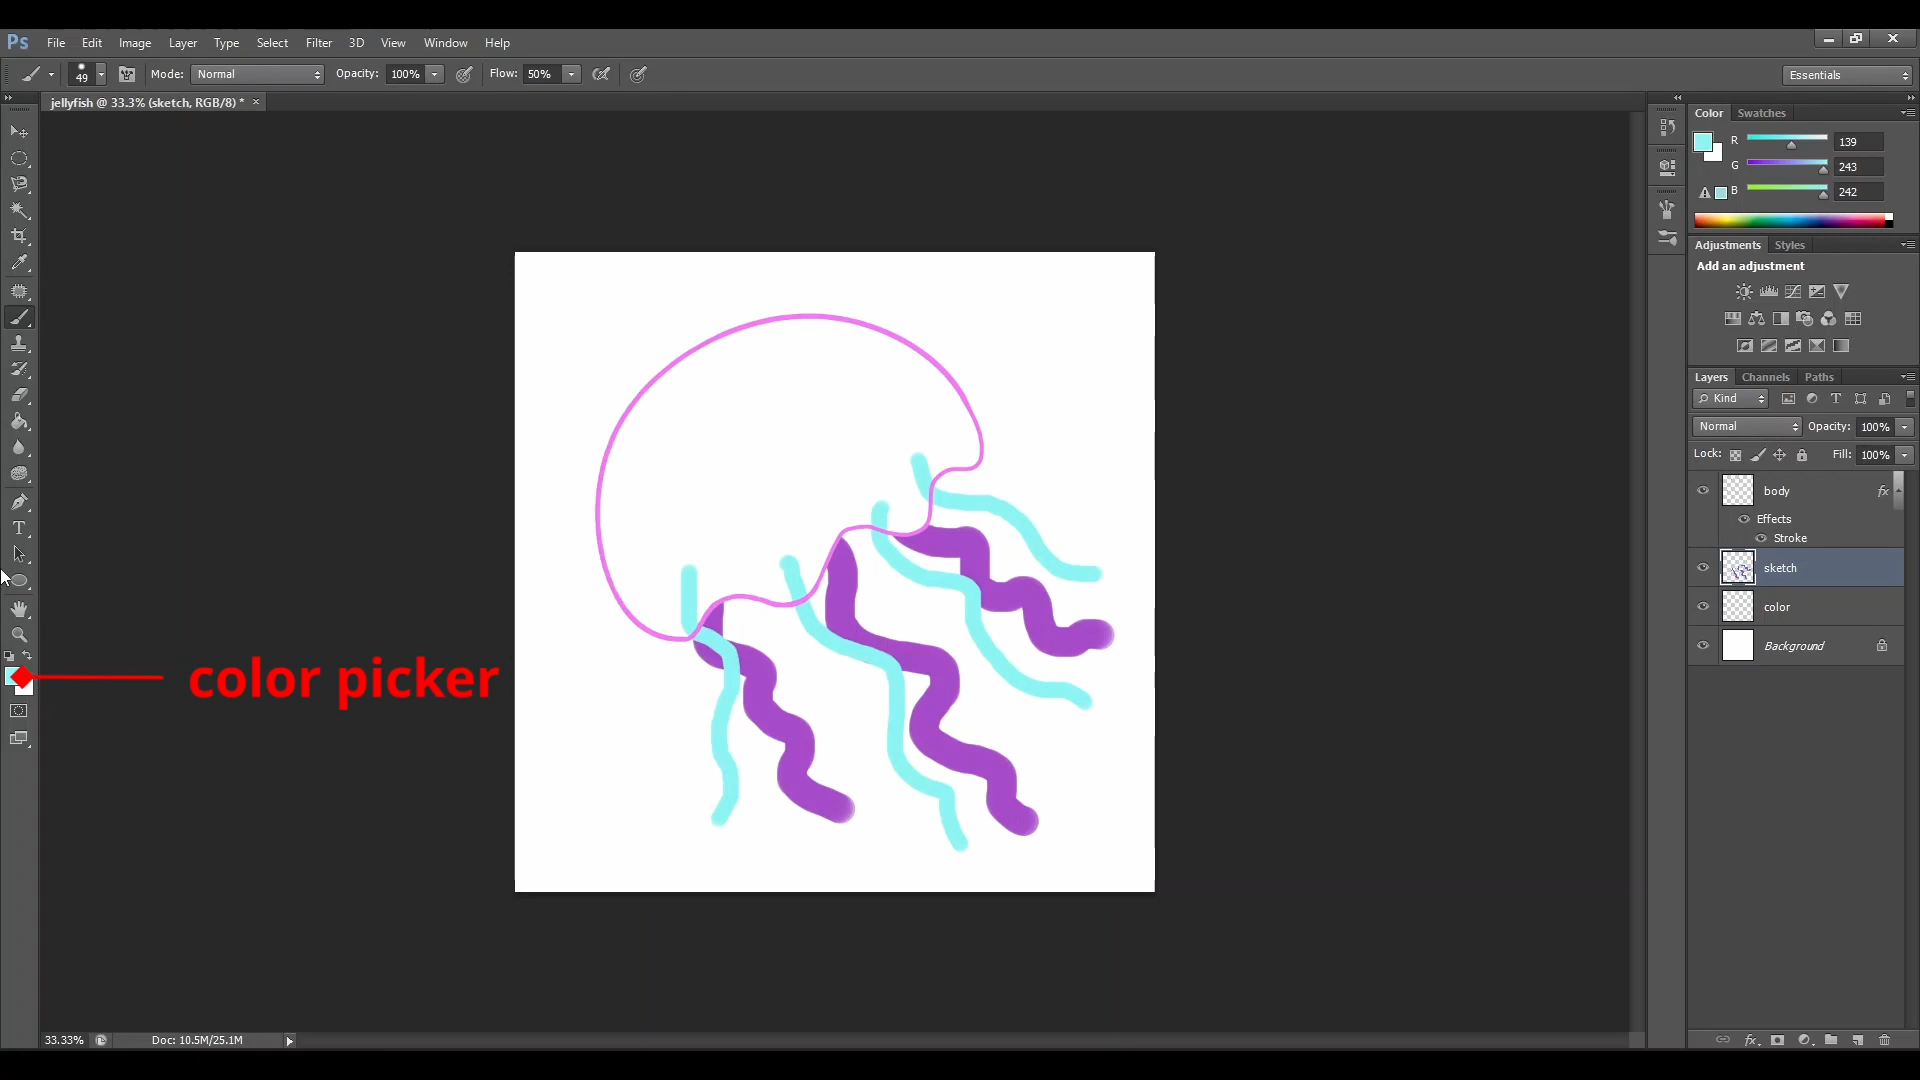 Ps File Edit Image Layer Type Select Filter 3D View Window Help
49 Mode: Normal Opacity: 100% Flow: 50% Essentials
jellyfish @ 33.3% (sketch, RGB/8) * ×
Color Swatches
R 139
G 243
B 242
Adjustments Styles
Add an adjustment
Layers Channels Paths
Kind
Normal Opacity: 100%
Lock: Fill: 100%
body fx
Effects
Stroke
sketch
color
Background
color picker
33.33% Doc: 10.5M/25.1M
fx